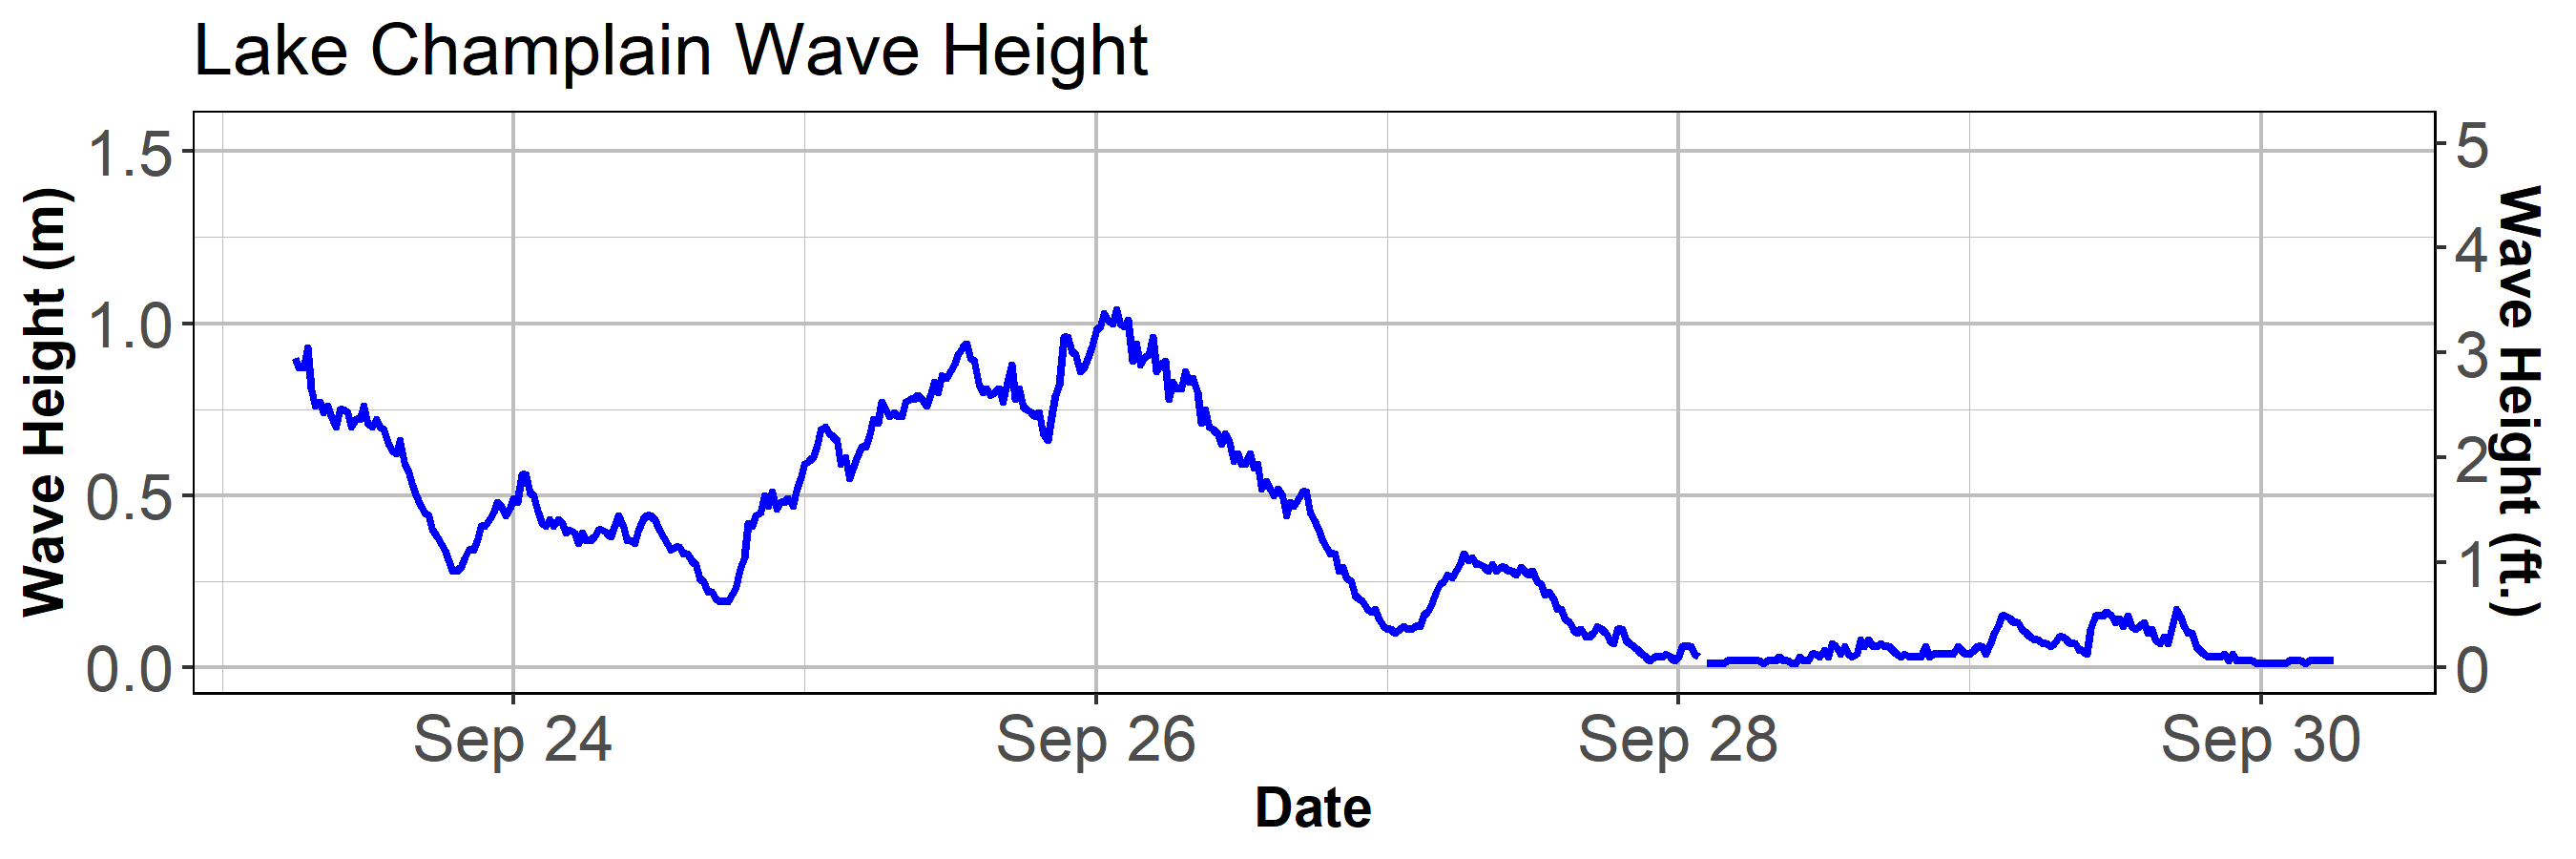 Lake Champlain Wave Height
Wave Height (m)
1.5
1.0
0.5
0.0
5
4
3
2
1
0
Wave Height (ft.)
Sep 24
Sep 26
Sep 28
Sep 30
Date